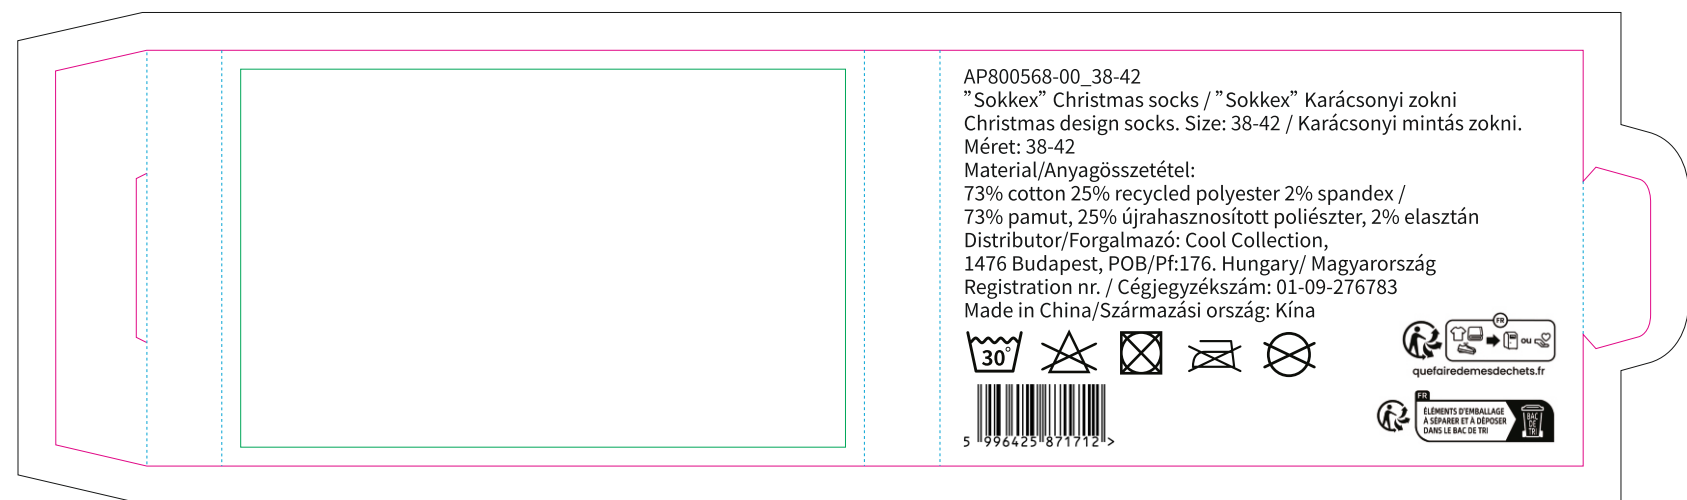 AP800568-00_38-42
”Sokkex” Christmas socks / ”Sokkex” Karácsonyi zokni
Christmas design socks. Size: 38-42 / Karácsonyi mintás zokni.
Méret: 38-42
Material/Anyagösszetétel:
73% cotton 25% recycled polyester 2% spandex /
73% pamut, 25% újrahasznosított poliészter, 2% elasztán
Distributor/Forgalmazó: Cool Collection,
1476 Budapest, POB/Pf:176. Hungary/ Magyarország
Registration nr. / Cégjegyzékszám: 01-09-276783
Made in China/Származási ország: Kína
30°
FR
ou
quefairedemesdechets.fr
5 996425 871712 >
FR
ÉLÉMENTS D'EMBALLAGE
À SÉPARER ET À DÉPOSER
DANS LE BAC DE TRI
BAC
DE
TRI